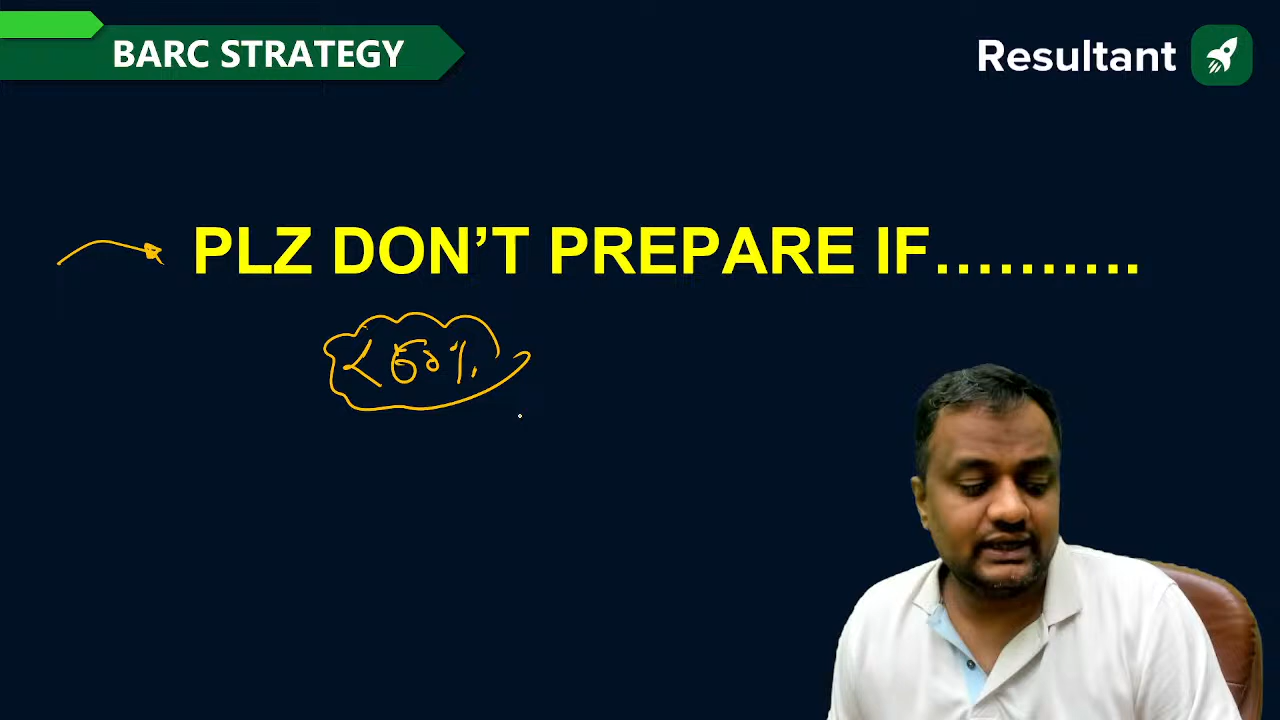 BARC STRATEGY
Resultant
PLZ DON’T PREPARE IF……….
<60%